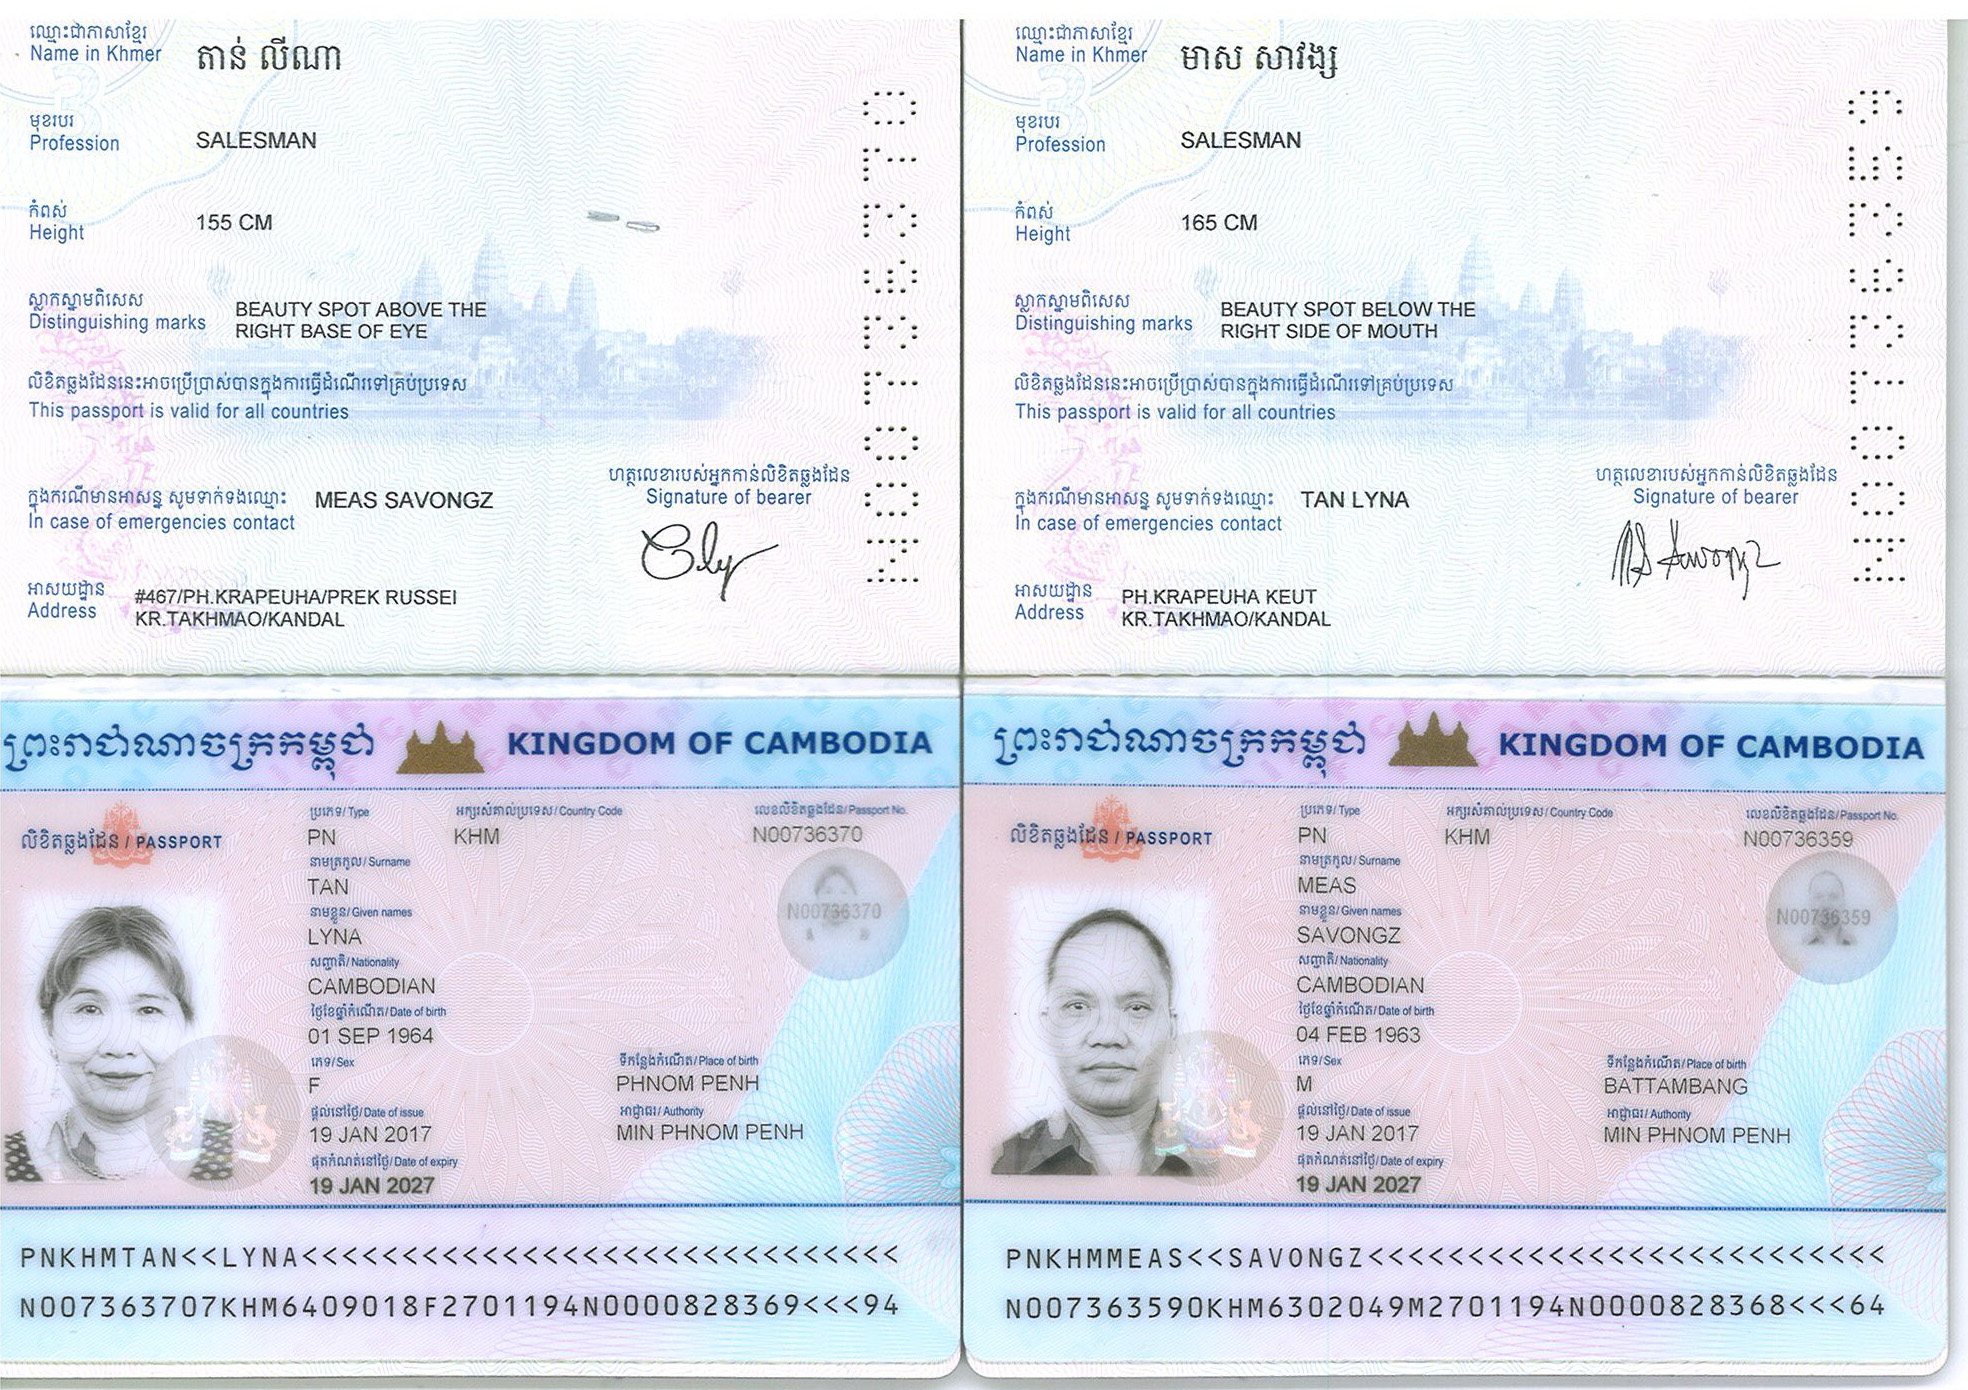 ឈ្មោះជាភាសាខ្មែរ
Name in Khmer
តាន់ លីណា
មុខរបរ
Profession
SALESMAN
កំពស់
Height
155 CM
ស្លាកស្នាមពិសេស
Distinguishing marks
BEAUTY SPOT ABOVE THE
RIGHT BASE OF EYE
លិខិតឆ្លងដែននេះអាចប្រើប្រាស់បានក្នុងការធ្វើដំណើរទៅគ្រប់ប្រទេស
This passport is valid for all countries
ក្នុងករណីមានអាសន្ន សូមទាក់ទងឈ្មោះ
In case of emergencies contact
MEAS SAVONGZ
ហត្ថលេខារបស់អ្នកកាន់លិខិតឆ្លងដែន
Signature of bearer
អាសយដ្ឋាន
Address
#467/PH.KRAPEUHA/PREK RUSSEI
KR.TAKHMAO/KANDAL
N00736370
ឈ្មោះជាភាសាខ្មែរ
Name in Khmer
មាស សាវង្ស
មុខរបរ
Profession
SALESMAN
កំពស់
Height
165 CM
ស្លាកស្នាមពិសេស
Distinguishing marks
BEAUTY SPOT BELOW THE
RIGHT SIDE OF MOUTH
លិខិតឆ្លងដែននេះអាចប្រើប្រាស់បានក្នុងការធ្វើដំណើរទៅគ្រប់ប្រទេស
This passport is valid for all countries
ក្នុងករណីមានអាសន្ន សូមទាក់ទងឈ្មោះ
In case of emergencies contact
TAN LYNA
ហត្ថលេខារបស់អ្នកកាន់លិខិតឆ្លងដែន
Signature of bearer
អាសយដ្ឋាន
Address
PH.KRAPEUHA KEUT
KR.TAKHMAO/KANDAL
N00736359
ព្រះរាជាណាចក្រកម្ពុជា KINGDOM OF CAMBODIA
លិខិតឆ្លងដែន / PASSPORT
ប្រភេទ/ Type
PN
អក្សរសំគាល់ប្រទេស/ Country Code
KHM
លេខលិខិតឆ្លងដែន/ Passport No.
N00736370
N00736370
នាមត្រកូល/ Surname
TAN
នាមខ្លួន/ Given names
LYNA
សញ្ជាតិ/ Nationality
CAMBODIAN
ថ្ងៃខែឆ្នាំកំណើត/ Date of birth
01 SEP 1964
ភេទ/ Sex
F
ទីកន្លែងកំណើត/ Place of birth
PHNOM PENH
ផ្តល់នៅថ្ងៃ/ Date of issue
19 JAN 2017
អាជ្ញាធរ/ Authority
MIN PHNOM PENH
ផុតកំណត់នៅថ្ងៃ/ Date of expiry
19 JAN 2027
PNKHMTAN<<LYNA<<<<<<<<<<<<<<<<<<<<<<<<<<<<<<
N007363707KHM6409018F2701194N0000828369<<<94
ព្រះរាជាណាចក្រកម្ពុជា KINGDOM OF CAMBODIA
លិខិតឆ្លងដែន / PASSPORT
ប្រភេទ/ Type
PN
អក្សរសំគាល់ប្រទេស/ Country Code
KHM
លេខលិខិតឆ្លងដែន/ Passport No.
N00736359
N00736359
នាមត្រកូល/ Surname
MEAS
នាមខ្លួន/ Given names
SAVONGZ
សញ្ជាតិ/ Nationality
CAMBODIAN
ថ្ងៃខែឆ្នាំកំណើត/ Date of birth
04 FEB 1963
ភេទ/ Sex
M
ទីកន្លែងកំណើត/ Place of birth
BATTAMBANG
ផ្តល់នៅថ្ងៃ/ Date of issue
19 JAN 2017
អាជ្ញាធរ/ Authority
MIN PHNOM PENH
ផុតកំណត់នៅថ្ងៃ/ Date of expiry
19 JAN 2027
PNKHMMEAS<<SAVONGZ<<<<<<<<<<<<<<<<<<<<<<<<<<
N007363590KHM6302049M2701194N0000828368<<<64